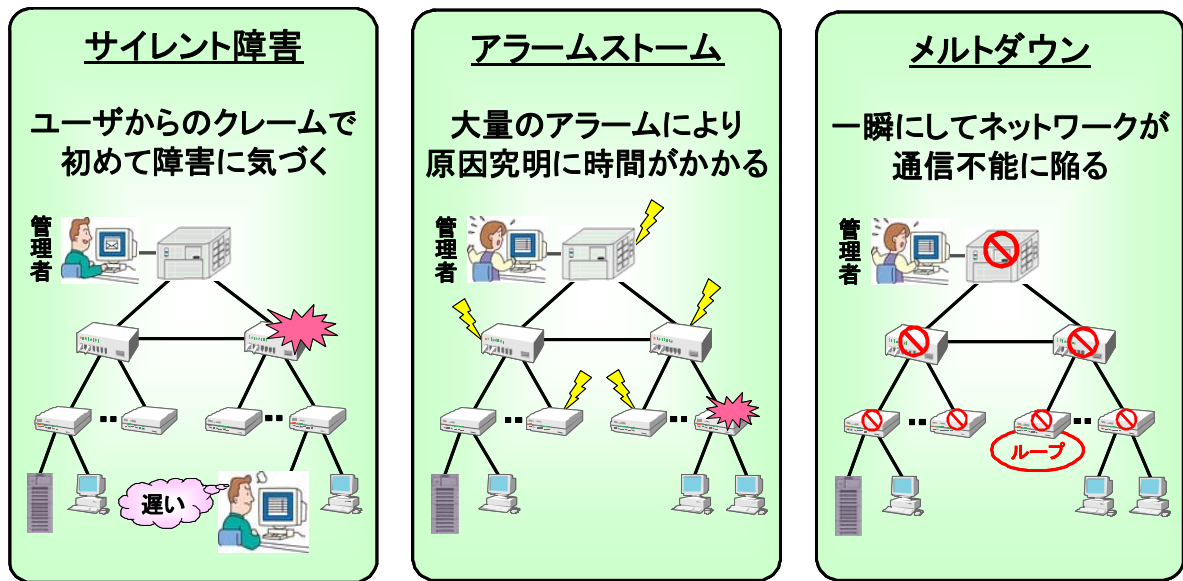 サイレント障害
ユーザからのクレームで
初めて障害に気づく
管理者
遅い
アラームストーム
大量のアラームにより
原因究明に時間がかかる
管理者
メルトダウン
一瞬にしてネットワークが
通信不能に陥る
管理者
ループ